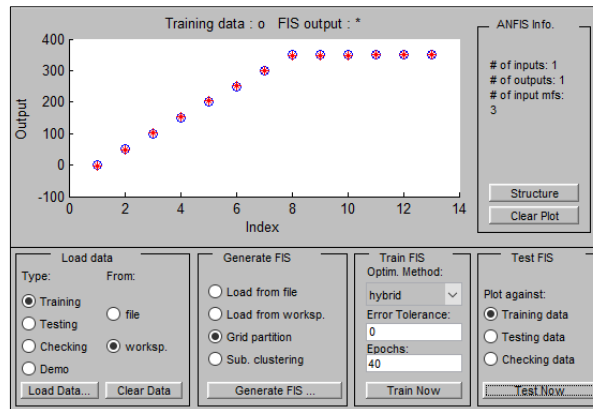 Training data : o   FIS output : *
400
300
200
100
0
-100
Output
0
2
4
6
8
10
12
14
Index
ANFIS Info.
# of inputs: 1
# of outputs: 1
# of input mfs:
3
Structure
Clear Plot
Load data
Type:
From:
Training
Testing
Checking
Demo
file
worksp.
Load Data...
Clear Data
Generate FIS
Load from file
Load from worksp.
Grid partition
Sub. clustering
Generate FIS ...
Train FIS
Optim. Method:
hybrid
Error Tolerance:
0
Epochs:
40
Train Now
Test FIS
Plot against:
Training data
Testing data
Checking data
Test Now